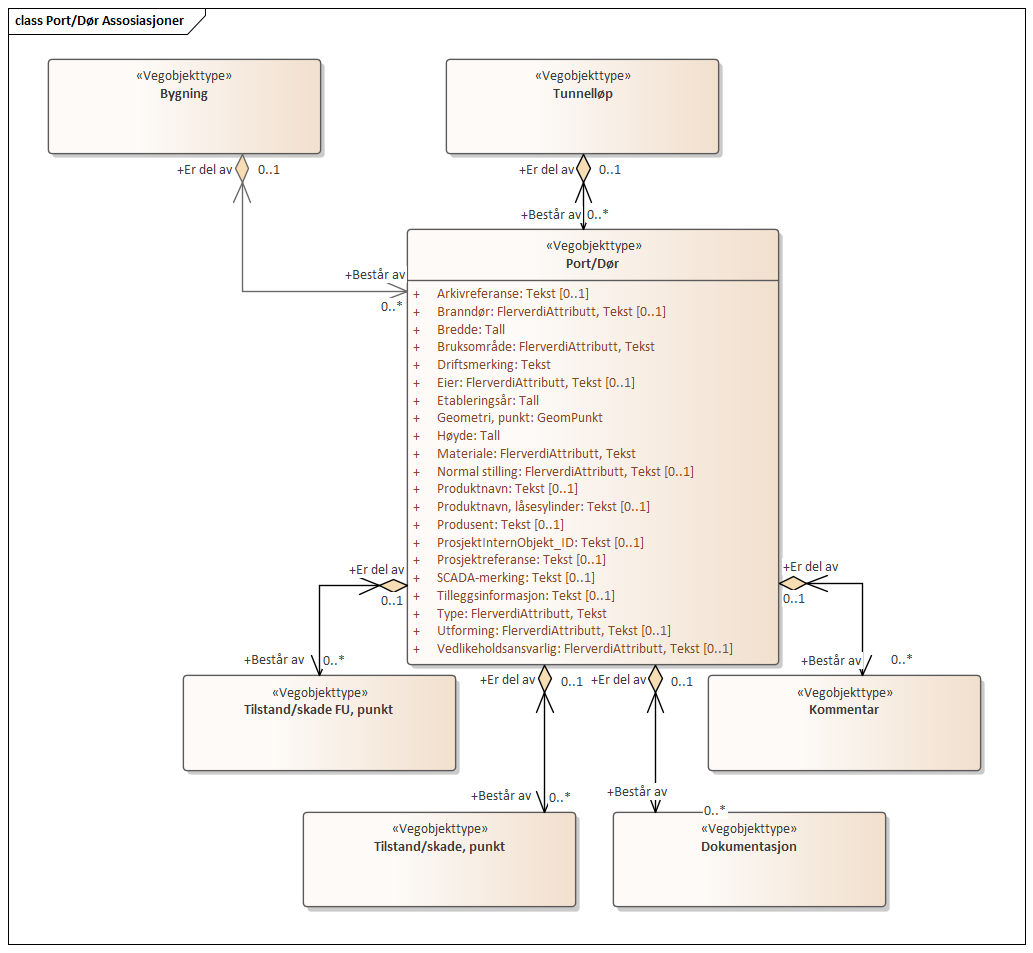 class Port/Dør Assosiasjoner
«Vegobjekttype»
Bygning
«Vegobjekttype»
Tunnelløp
+Er del av
0..1
+Er del av
0..1
+Består av
0..*
+Består av
0..*
«Vegobjekttype»
Port/Dør
+ Arkivreferanse: Tekst [0..1]
+ Branndør: FlerverdiAttributt, Tekst [0..1]
+ Bredde: Tall
+ Bruksområde: FlerverdiAttributt, Tekst
+ Driftsmerking: Tekst
+ Eier: FlerverdiAttributt, Tekst [0..1]
+ Etableringsår: Tall
+ Geometri, punkt: GeomPunkt
+ Høyde: Tall
+ Materiale: FlerverdiAttributt, Tekst
+ Normal stilling: FlerverdiAttributt, Tekst [0..1]
+ Produktnavn: Tekst [0..1]
+ Produktnavn, låsesylinder: Tekst [0..1]
+ Produsent: Tekst [0..1]
+ ProsjektInternObjekt_ID: Tekst [0..1]
+ Prosjektreferanse: Tekst [0..1]
+ SCADA-merking: Tekst [0..1]
+ Tilleggsinformasjon: Tekst [0..1]
+ Type: FlerverdiAttributt, Tekst
+ Utforming: FlerverdiAttributt, Tekst [0..1]
+ Vedlikeholdsansvarlig: FlerverdiAttributt, Tekst [0..1]
+Er del av
0..1
+Består av
0..*
+Er del av
0..1
+Består av
0..*
+Er del av
0..1
+Er del av
0..1
«Vegobjekttype»
Tilstand/skade FU, punkt
«Vegobjekttype»
Kommentar
+Består av
0..*
+Består av
0..*
«Vegobjekttype»
Tilstand/skade, punkt
«Vegobjekttype»
Dokumentasjon